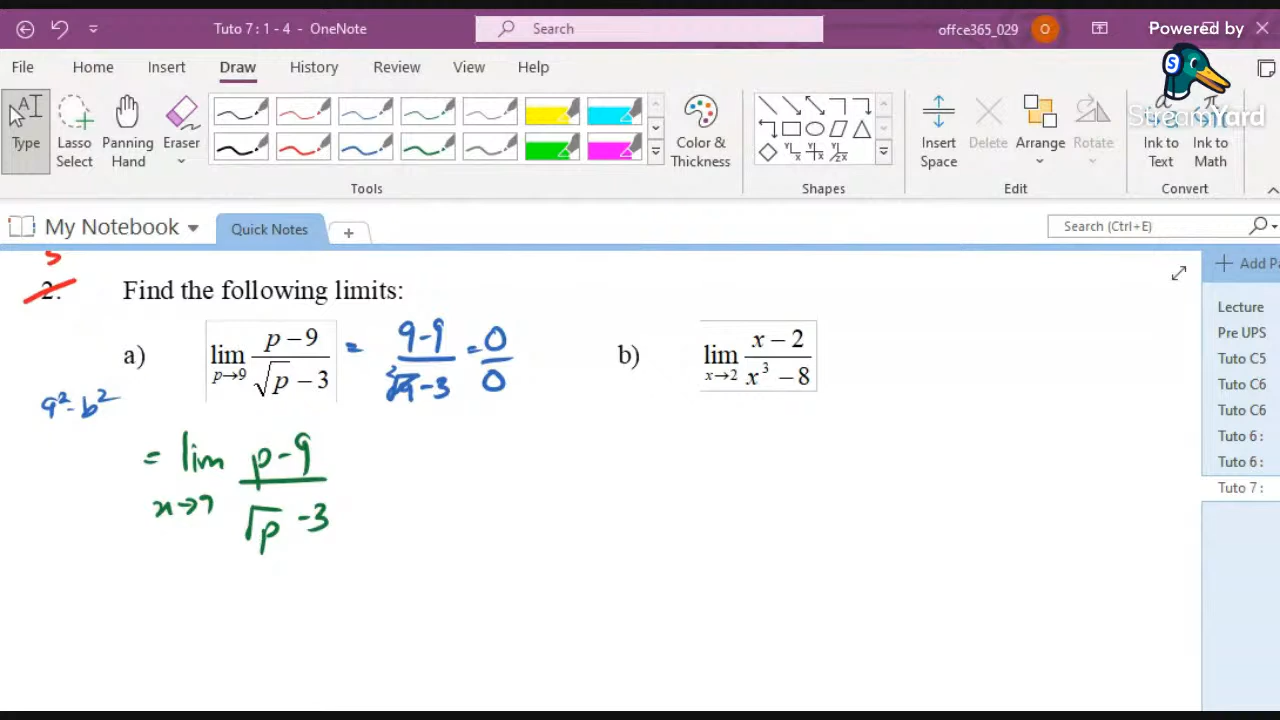 Tuto 7 : 1 - 4 - OneNote
Search
offce365_029
Powered by
StreamYard
File Home Insert Draw History Review View Help
Type
Lasso Select
Panning Hand
Eraser
Color & Thickness
Insert Space
Delete
Arrange
Rotate
Ink to Text
Ink to Math
Tools
Shapes
Edit
Convert
My Notebook
Quick Notes
Search (Ctrl+E)
Add Pa
Lecture
Pre UPS
Tuto C5
Tuto C6
Tuto C6
Tuto 6 :
Tuto 6 :
Tuto 7 :
2. Find the following limits:
a) lim p→9 (p − 9)/(√p − 3) = (9-9)/(√9-3) = 0/0
b) lim x→2 (x − 2)/(x³ − 8)
a² - b²
= lim x→9 (p-9)/(√p -3)